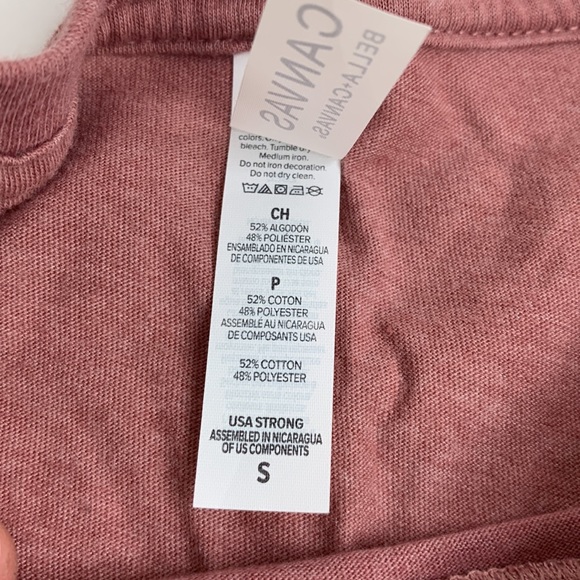 BELLA+CANVAS
CANVAS
bleach. Tumble dry
Medium iron.
Do not iron decoration.
Do not dry clean.
CH
52% ALGODÓN
48% POLIÉSTER
ENSAMBLADO EN NICARAGUA
DE COMPONENTES DE USA
P
52% COTON
48% POLYESTER
ASSEMBLÉ AU NICARAGUA
DE COMPOSANTS USA
52% COTTON
48% POLYESTER
USA STRONG
ASSEMBLED IN NICARAGUA
OF US COMPONENTS
S